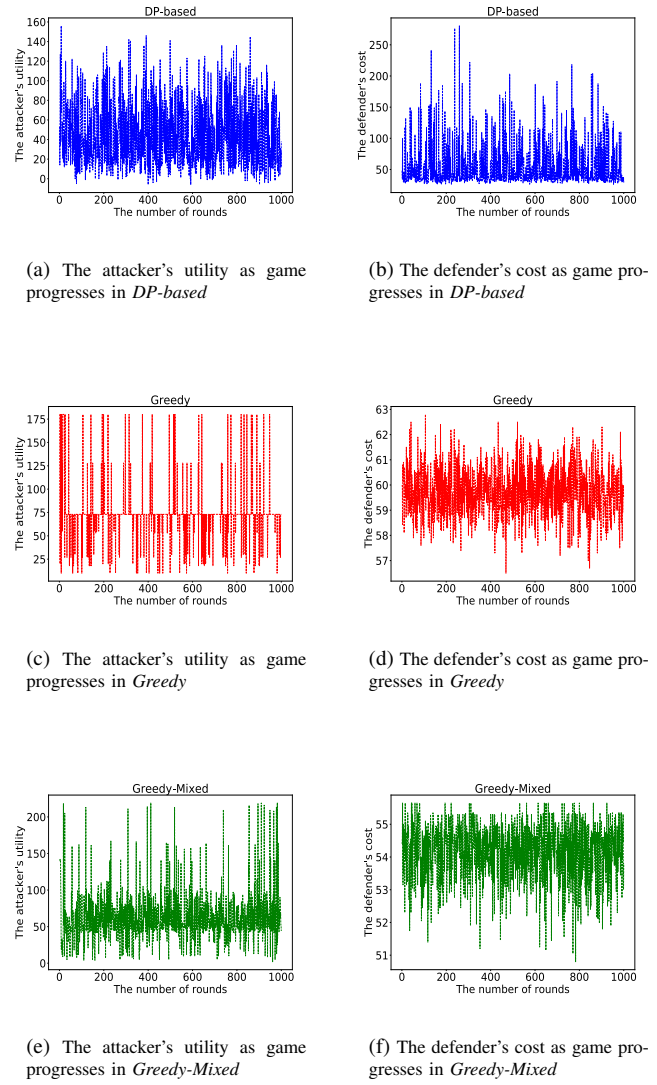 DP-based
The attacker's utility
160
140
120
100
80
60
40
20
0
0 200 400 600 800 1000
The number of rounds
DP-based
The defender's cost
250
200
150
100
50
0 200 400 600 800 1000
The number of rounds
(a) The attacker's utility as game
progresses in DP-based
(b) The defender's cost as game pro-
gresses in DP-based
Greedy
The attacker's utility
175
150
125
100
75
50
25
0 200 400 600 800 1000
The number of rounds
Greedy
The defender's cost
63
62
61
60
59
58
57
0 200 400 600 800 1000
The number of rounds
(c) The attacker's utility as game
progresses in Greedy
(d) The defender's cost as game pro-
gresses in Greedy
Greedy-Mixed
The attacker's utility
200
150
100
50
0
0 200 400 600 800 1000
The number of rounds
Greedy-Mixed
The defender's cost
55
54
53
52
51
0 200 400 600 800 1000
The number of rounds
(e) The attacker's utility as game
progresses in Greedy-Mixed
(f) The defender's cost as game pro-
gresses in Greedy-Mixed